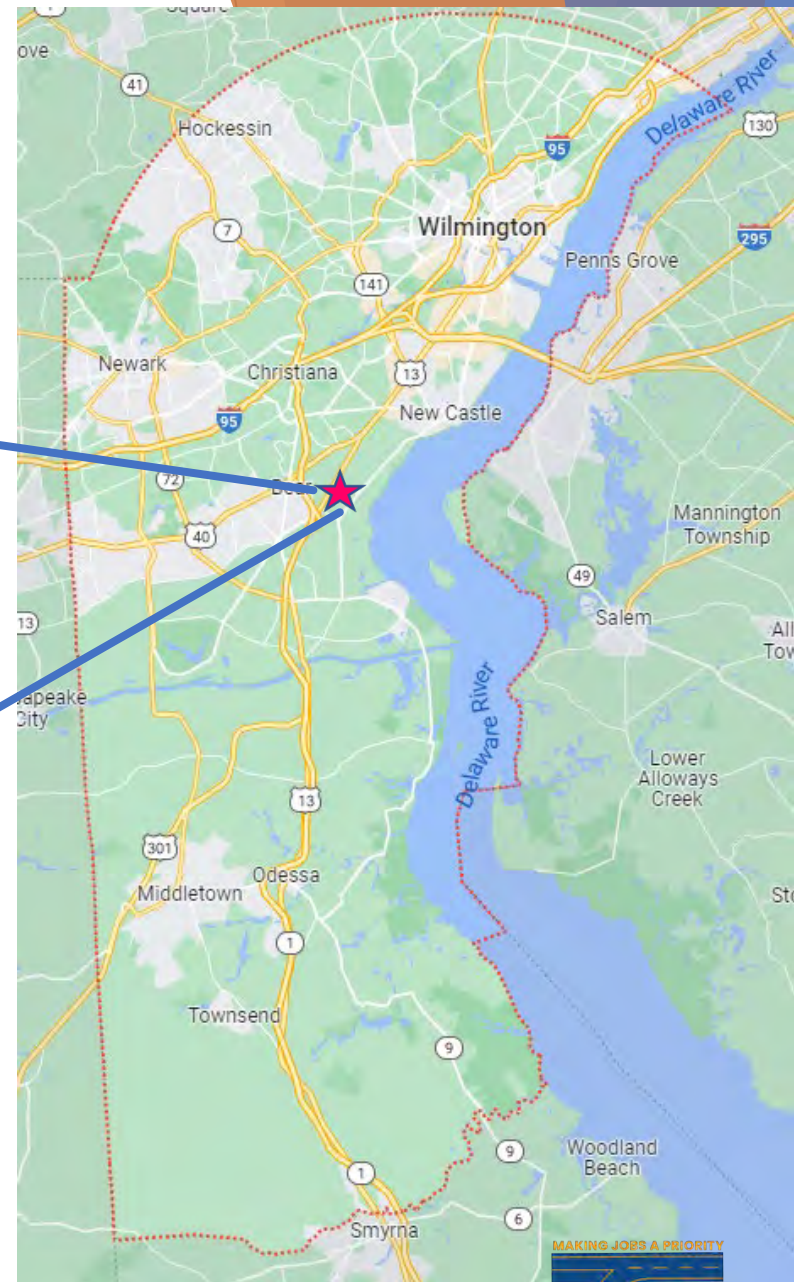 41
Hockessin
Delaware River
130
95
7
Wilmington
295
Penns Grove
141
Newark
Christiana
13
New Castle
95
72
Bear
40
Mannington
Township
49
Salem
13
City
Delaware River
Lower
Alloways
Creek
13
301
Odessa
Middletown
1
Townsend
9
Woodland
Beach
9
1
6
Smyrna
MAKING JOBS A PRIORITY